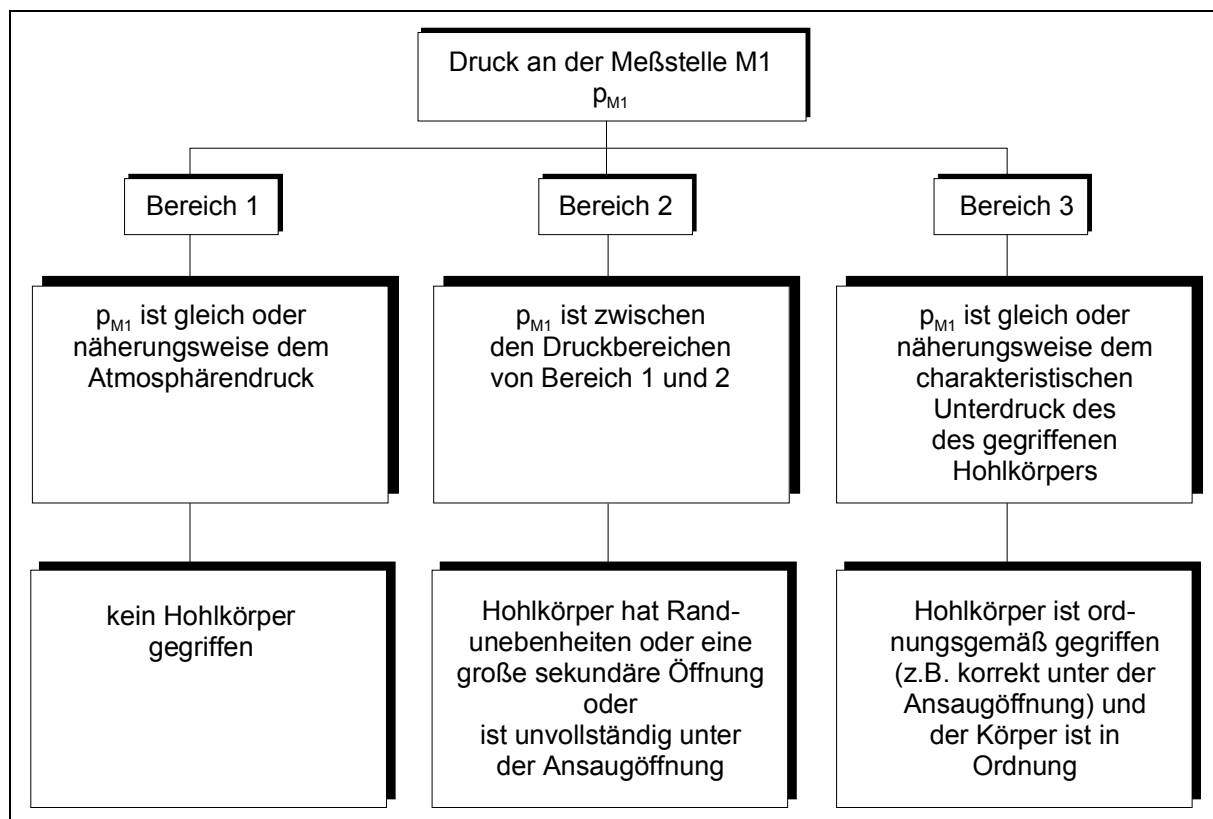 Druck an der Meßstelle M1
pM1
Bereich 1
Bereich 2
Bereich 3
pM1 ist gleich oder
näherungsweise dem
Atmosphärendruck
pM1 ist zwischen
den Druckbereichen
von Bereich 1 und 2
pM1 ist gleich oder
näherungsweise dem
charakteristischen
Unterdruck des
des gegriffenen
Hohlkörpers
kein Hohlkörper
gegriffen
Hohlkörper hat Rand-
unebenheiten oder eine
große sekundäre Öffnung
oder
ist unvollständig unter
der Ansaugöffnung
Hohlkörper ist ord-
nungsgemäß gegriffen
(z.B. korrekt unter der
Ansaugöffnung) und
der Körper ist in
Ordnung